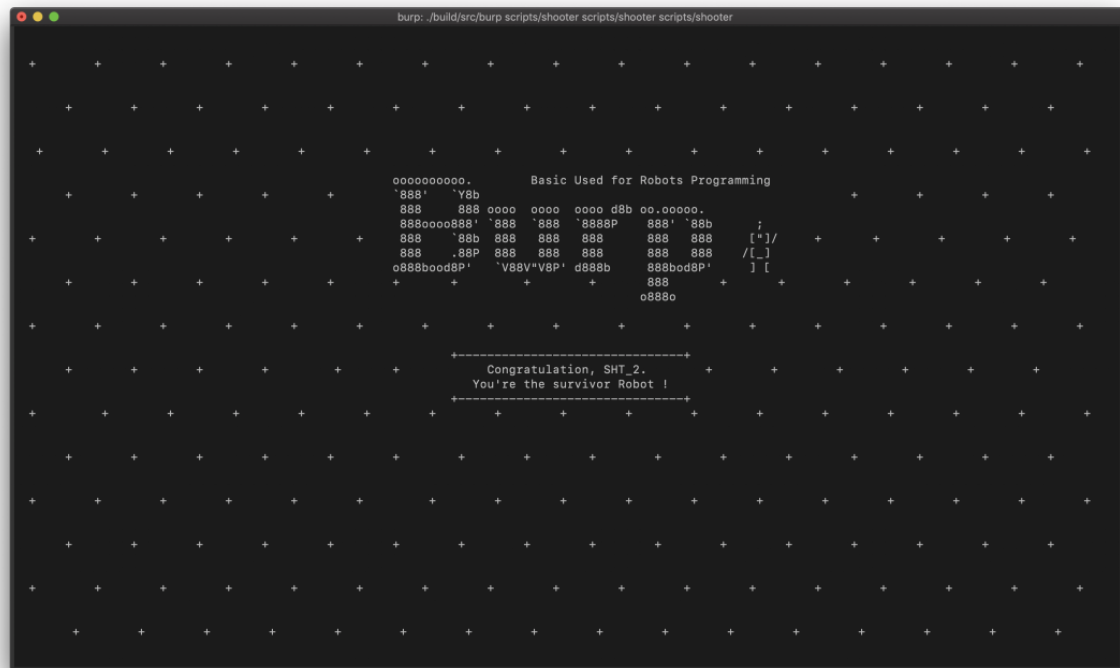 burp: ./build/src/burp scripts/shooter scripts/shooter scripts/shooter
Basic Used for Robots Programming
Burp
Congratulation, SHT_2.
You're the survivor Robot !